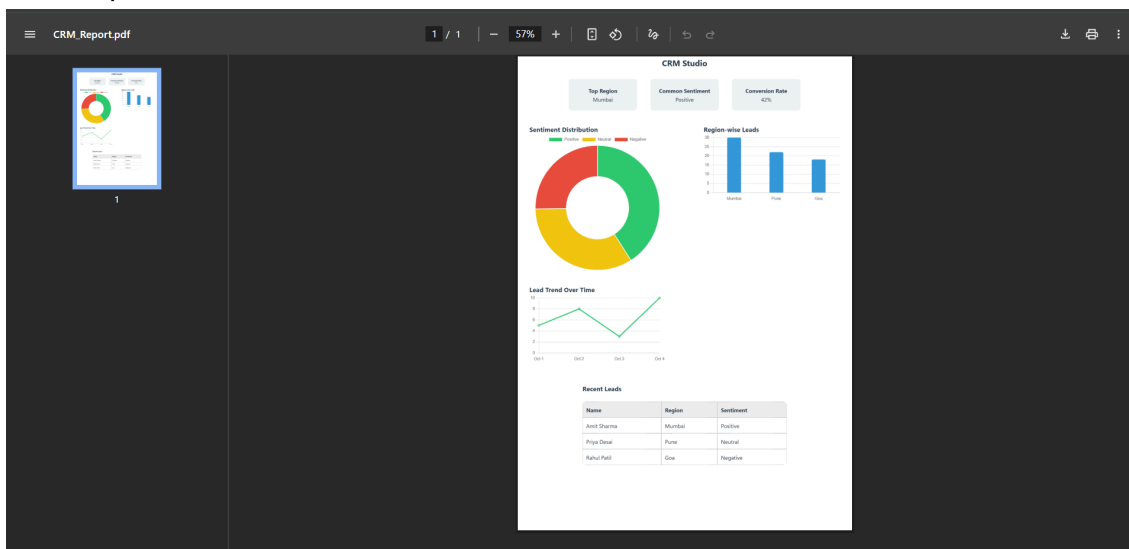 CRM_Report.pdf
1 / 1
57%
1
CRM Studio
Top Region
Mumbai
Common Sentiment
Positive
Conversion Rate
42%
Sentiment Distribution
Positive Neutral Negative
Region-wise Leads
30
25
20
15
10
5
0
Mumbai Pune Goa
Lead Trend Over Time
10
8
6
4
2
0
Oct 1 Oct 2 Oct 3 Oct 4
Recent Leads
Name Region Sentiment
Amit Sharma Mumbai Positive
Priya Desai Pune Neutral
Rahul Patil Goa Negative